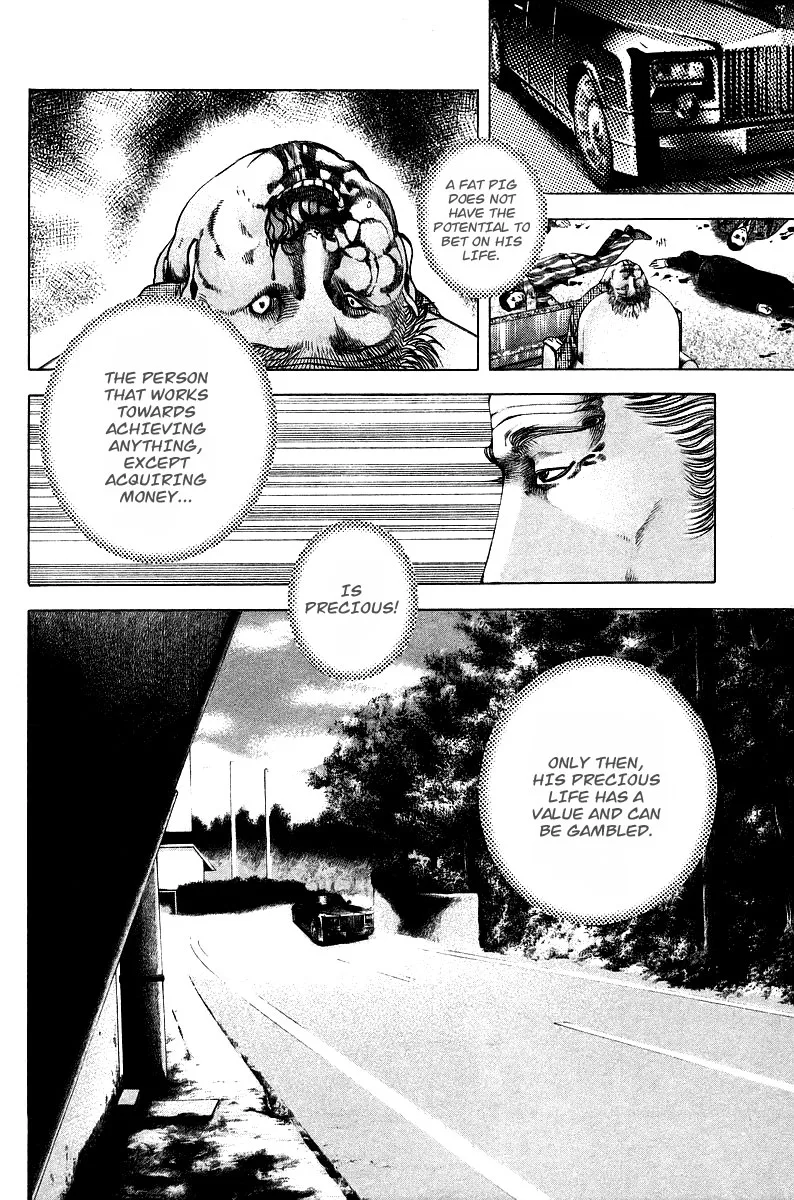 A FAT PIG
DOES NOT
HAVE THE
POTENTIAL TO
BET ON HIS
LIFE.
THE PERSON
THAT WORKS
TOWARDS
ACHIEVING
ANYTHING,
EXCEPT
ACQUIRING
MONEY...
IS
PRECIOUS!
ONLY THEN,
HIS PRECIOUS
LIFE HAS A
VALUE AND CAN
BE GAMBLED.